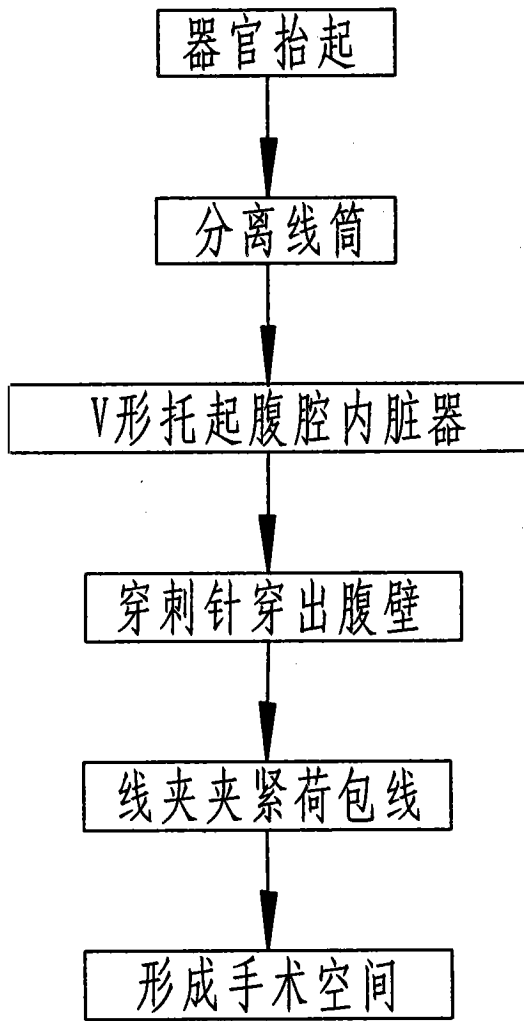 器官抬起
分离线筒
V形托起腹腔内脏器
穿刺针穿出腹壁
线夹夹紧荷包线
形成手术空间